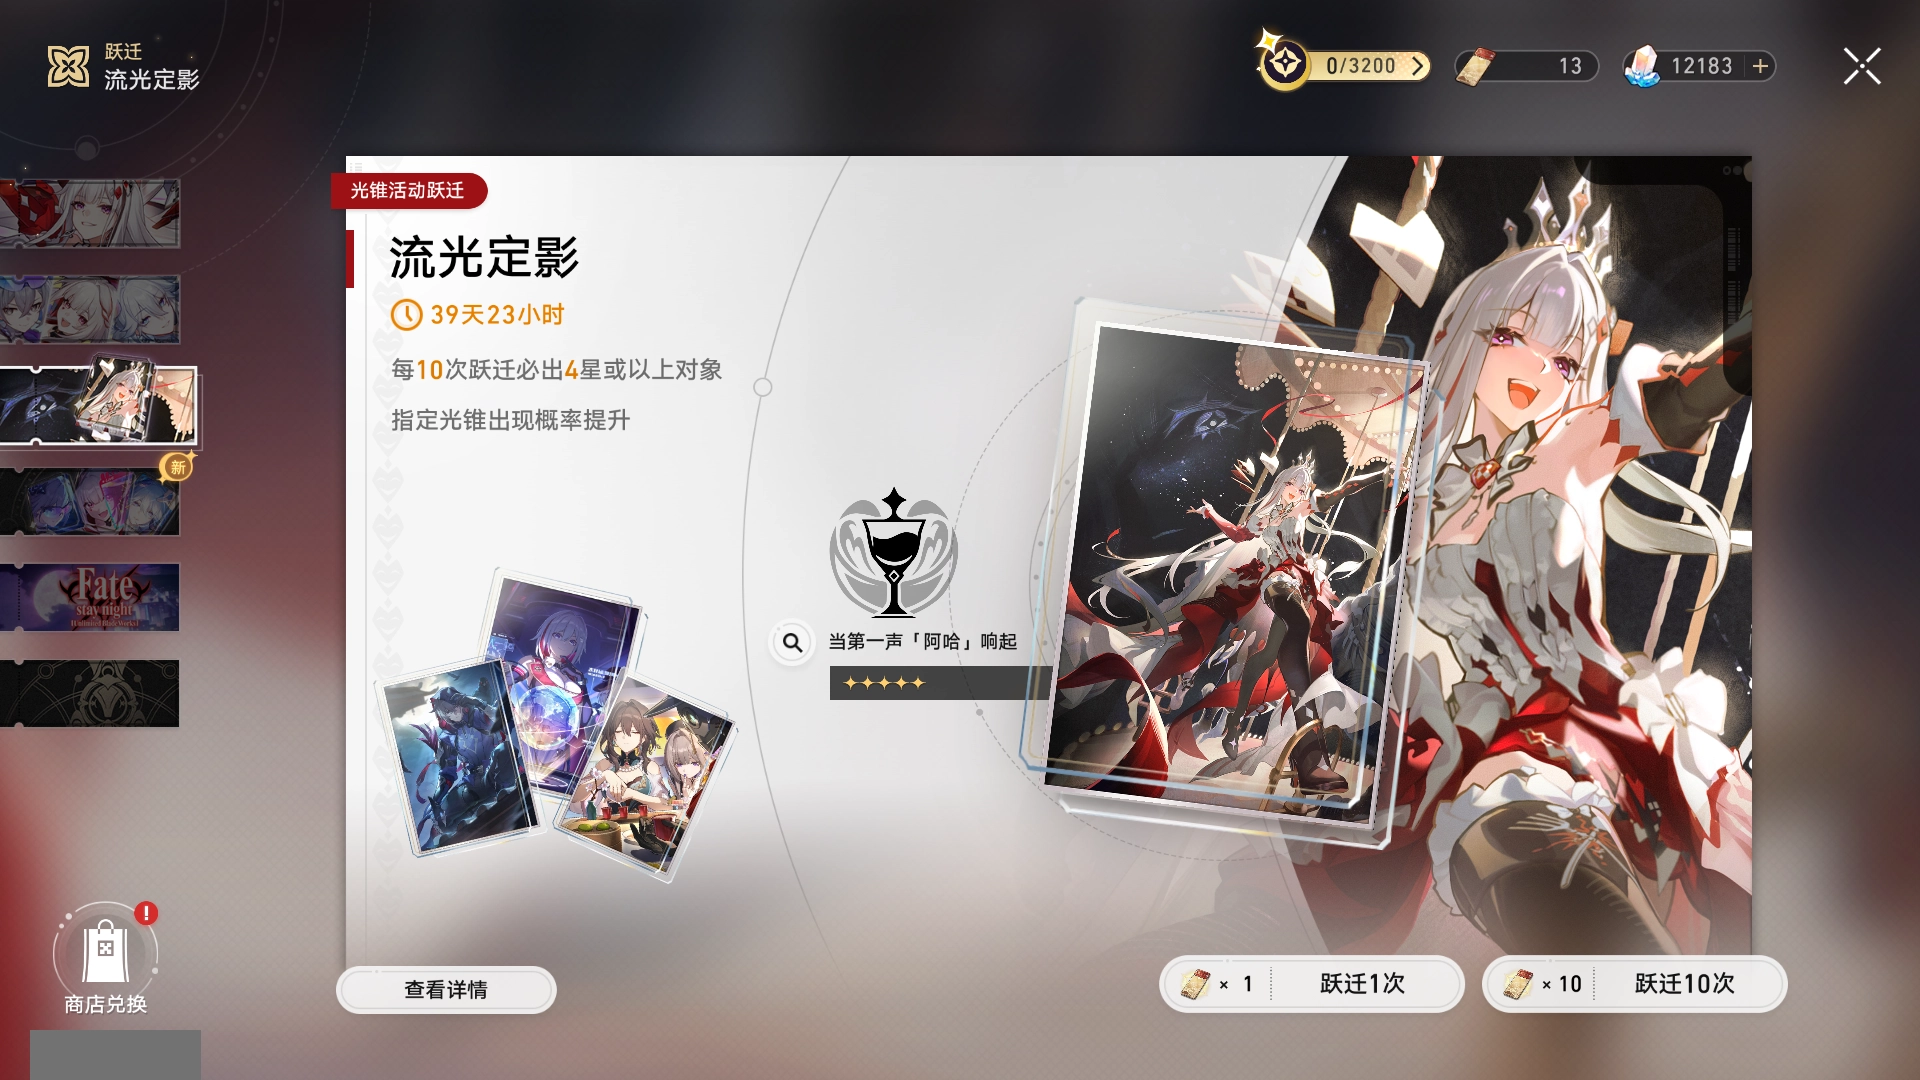 跃迁
流光定影
0/3200
13
12183
光锥活动跃迁
流光定影
39天23小时
每10次跃迁必出4星或以上对象
指定光锥出现概率提升
新
Fate
stay night
[Unlimited Blade Works]
当第一声「阿哈」响起
商店兑换
查看详情
× 1
跃迁1次
× 10
跃迁10次